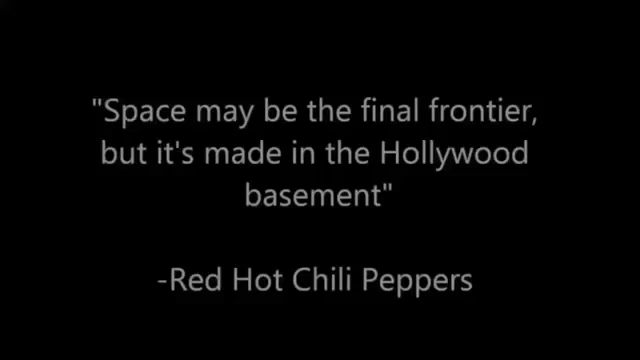 "Space may be the final frontier,
but it's made in the Hollywood
basement"
-Red Hot Chili Peppers